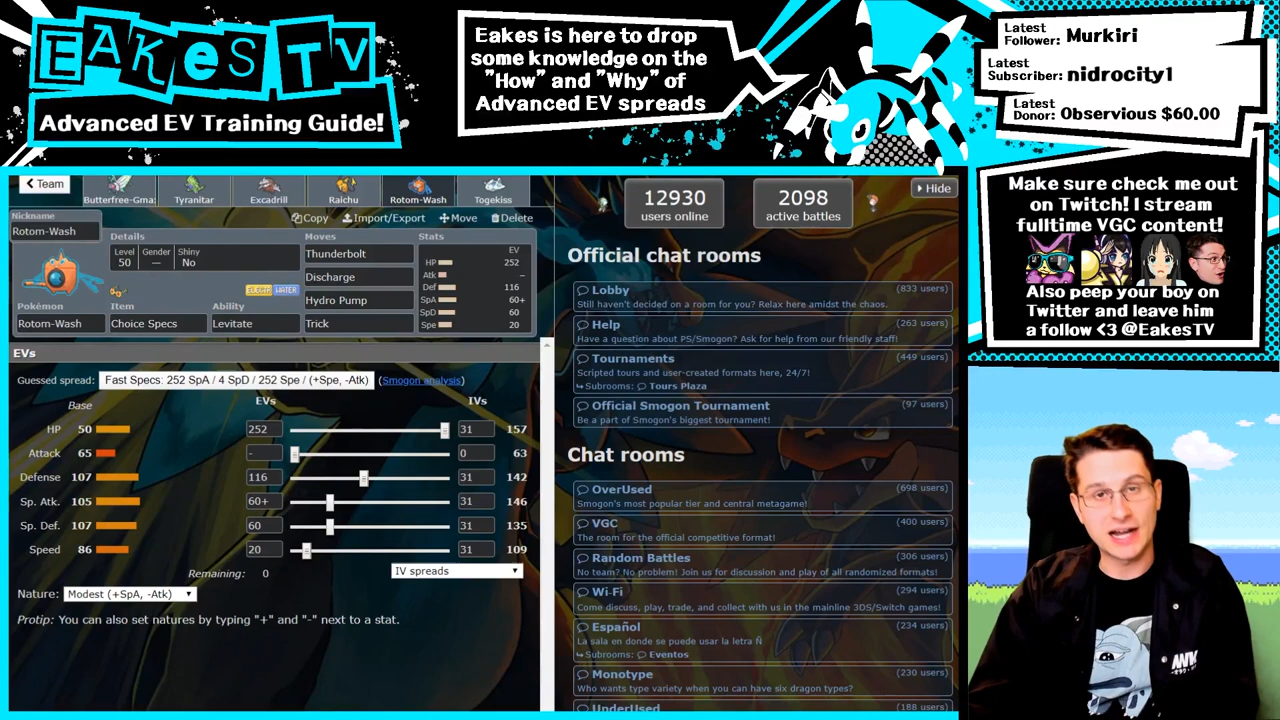 EAKES TV
Advanced EV Training Guide!
Eakes is here to drop
some knowledge on the
"How" and "Why" of
Advanced EV spreads
Latest
Follower: Murkiri
Latest
Subscriber: nidrocity1
Latest
Donor: Observious $60.00
Make sure check me out
on Twitch! I stream
fulltime VGC content!
Also peep your boy on
Twitter and leave him
a follow <3 @EakesTV
Team
Butterfree-Gma
Tyranitar
Excadrill
Raichu
Rotom-Wash
Togekiss
Copy Import/Export Move Delete
Nickname
Rotom-Wash
Details
Level Gender Shiny
50 — No
ELECTR WATER
Pokémon
Rotom-Wash
Item
Choice Specs
Ability
Levitate
Moves
Thunderbolt
Discharge
Hydro Pump
Trick
Stats
EV
HP 252
Atk –
Def 116
SpA 60+
SpD 60
Spe 20
EVs
Guessed spread: Fast Specs: 252 SpA / 4 SpD / 252 Spe / (+Spe, -Atk) (Smogon analysis)
Base EVs IVs
HP 50 252 31 157
Attack 65 - 0 63
Defense 107 116 31 142
Sp. Atk. 105 60+ 31 146
Sp. Def. 107 60 31 135
Speed 86 20 31 109
Remaining: 0
IV spreads
Nature: Modest (+SpA, -Atk)
Protip: You can also set natures by typing "+" and "-" next to a stat.
12930
users online
2098
active battles
Hide
Official chat rooms
Lobby (833 users)
Still haven't decided on a room for you? Relax here amidst the chaos.
Help (263 users)
Have a question about PS/Smogon? Ask for help from our friendly staff!
Tournaments (449 users)
Scripted tours and user-created formats here, 24/7!
Subrooms: Tours Plaza
Official Smogon Tournament (97 users)
Be a part of Smogon's biggest tournament!
Chat rooms
OverUsed (698 users)
Smogon's most popular tier and central metagame!
VGC (400 users)
The room for the official competitive format!
Random Battles (306 users)
No team? No problem! Join us for discussion and play of all randomized formats!
Wi-Fi (294 users)
Come discuss, play, trade, and collect with us in the mainline 3DS/Switch games!
Español (234 users)
La sala en donde se puede usar la letra Ñ
Subrooms: Eventos
Monotype (230 users)
Who wants type variety when you can have six dragon types?
UnderUsed (188 users)